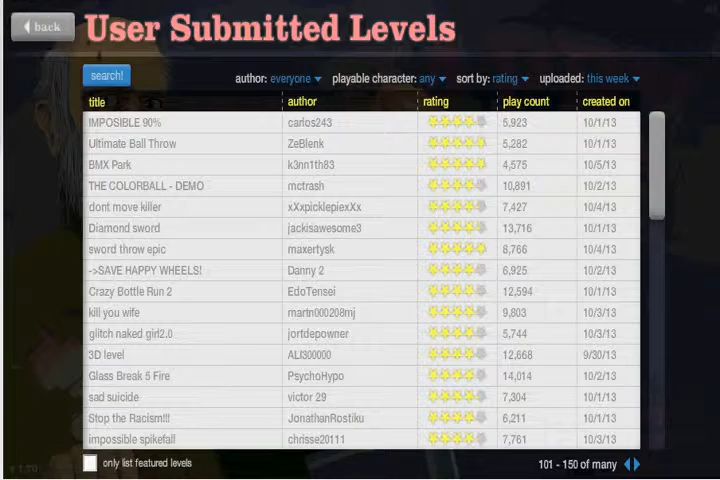 back User Submitted Levels
search! author: everyone playable character: any sort by: rating uploaded: this week
title author rating play count created on
IMPOSIBLE 90% carlos243 5,923 10/1/13
Ultimate Ball Throw ZeBlenk 5,282 10/1/13
BMX Park k3nn1th83 4,575 10/5/13
THE COLORBALL - DEMO mctrash 10,891 10/2/13
dont move killer xXxpicklepiexXx 7,427 10/4/13
Diamond sword jackisawesome3 13,716 10/1/13
sword throw epic maxertysk 8,766 10/4/13
->SAVE HAPPY WHEELS! Danny 2 6,925 10/2/13
Crazy Bottle Run 2 EdoTensei 12,594 10/1/13
kill you wife martn000208mj 9,803 10/3/13
glitch naked girl2.0 jortdepowner 5,744 10/3/13
3D level ALI300000 12,668 9/30/13
Glass Break 5 Fire PsychoHypo 14,014 10/2/13
sad suicide victor 29 7,304 10/1/13
Stop the Racism!!! JonathanRostiku 6,211 10/1/13
impossible spikefall chrisse20111 7,761 10/3/13
only list featured levels 101 - 150 of many